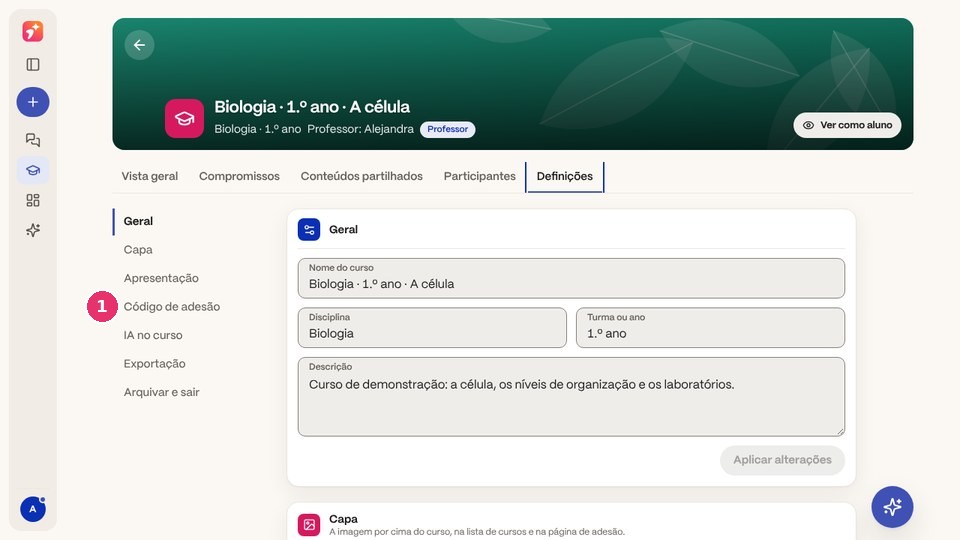 Biologia · 1.º ano · A célula
Biologia · 1.º ano Professor: Alejandra Professor
Ver como aluno
Vista geral Compromissos Conteúdos partilhados Participantes Definições
Geral
Capa
Apresentação
1 Código de adesão
IA no curso
Exportação
Arquivar e sair
Geral
Nome do curso
Biologia · 1.º ano · A célula
Disciplina
Biologia
Turma ou ano
1.º ano
Descrição
Curso de demonstração: a célula, os níveis de organização e os laboratórios.
Aplicar alterações
Capa
A imagem por cima do curso, na lista de cursos e na página de adesão.
A